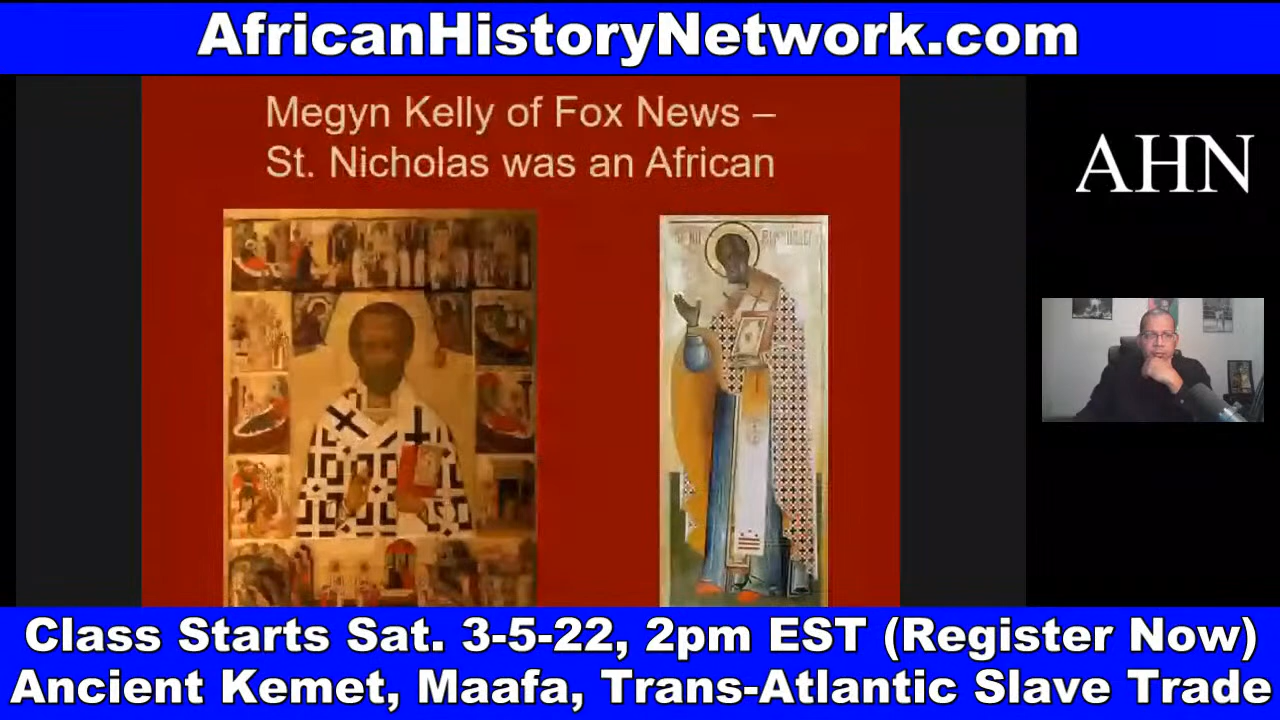 AfricanHistoryNetwork.com
Megyn Kelly of Fox News –
St. Nicholas was an African
AHN
Class Starts Sat. 3-5-22, 2pm EST (Register Now)
Ancient Kemet, Maafa, Trans-Atlantic Slave Trade